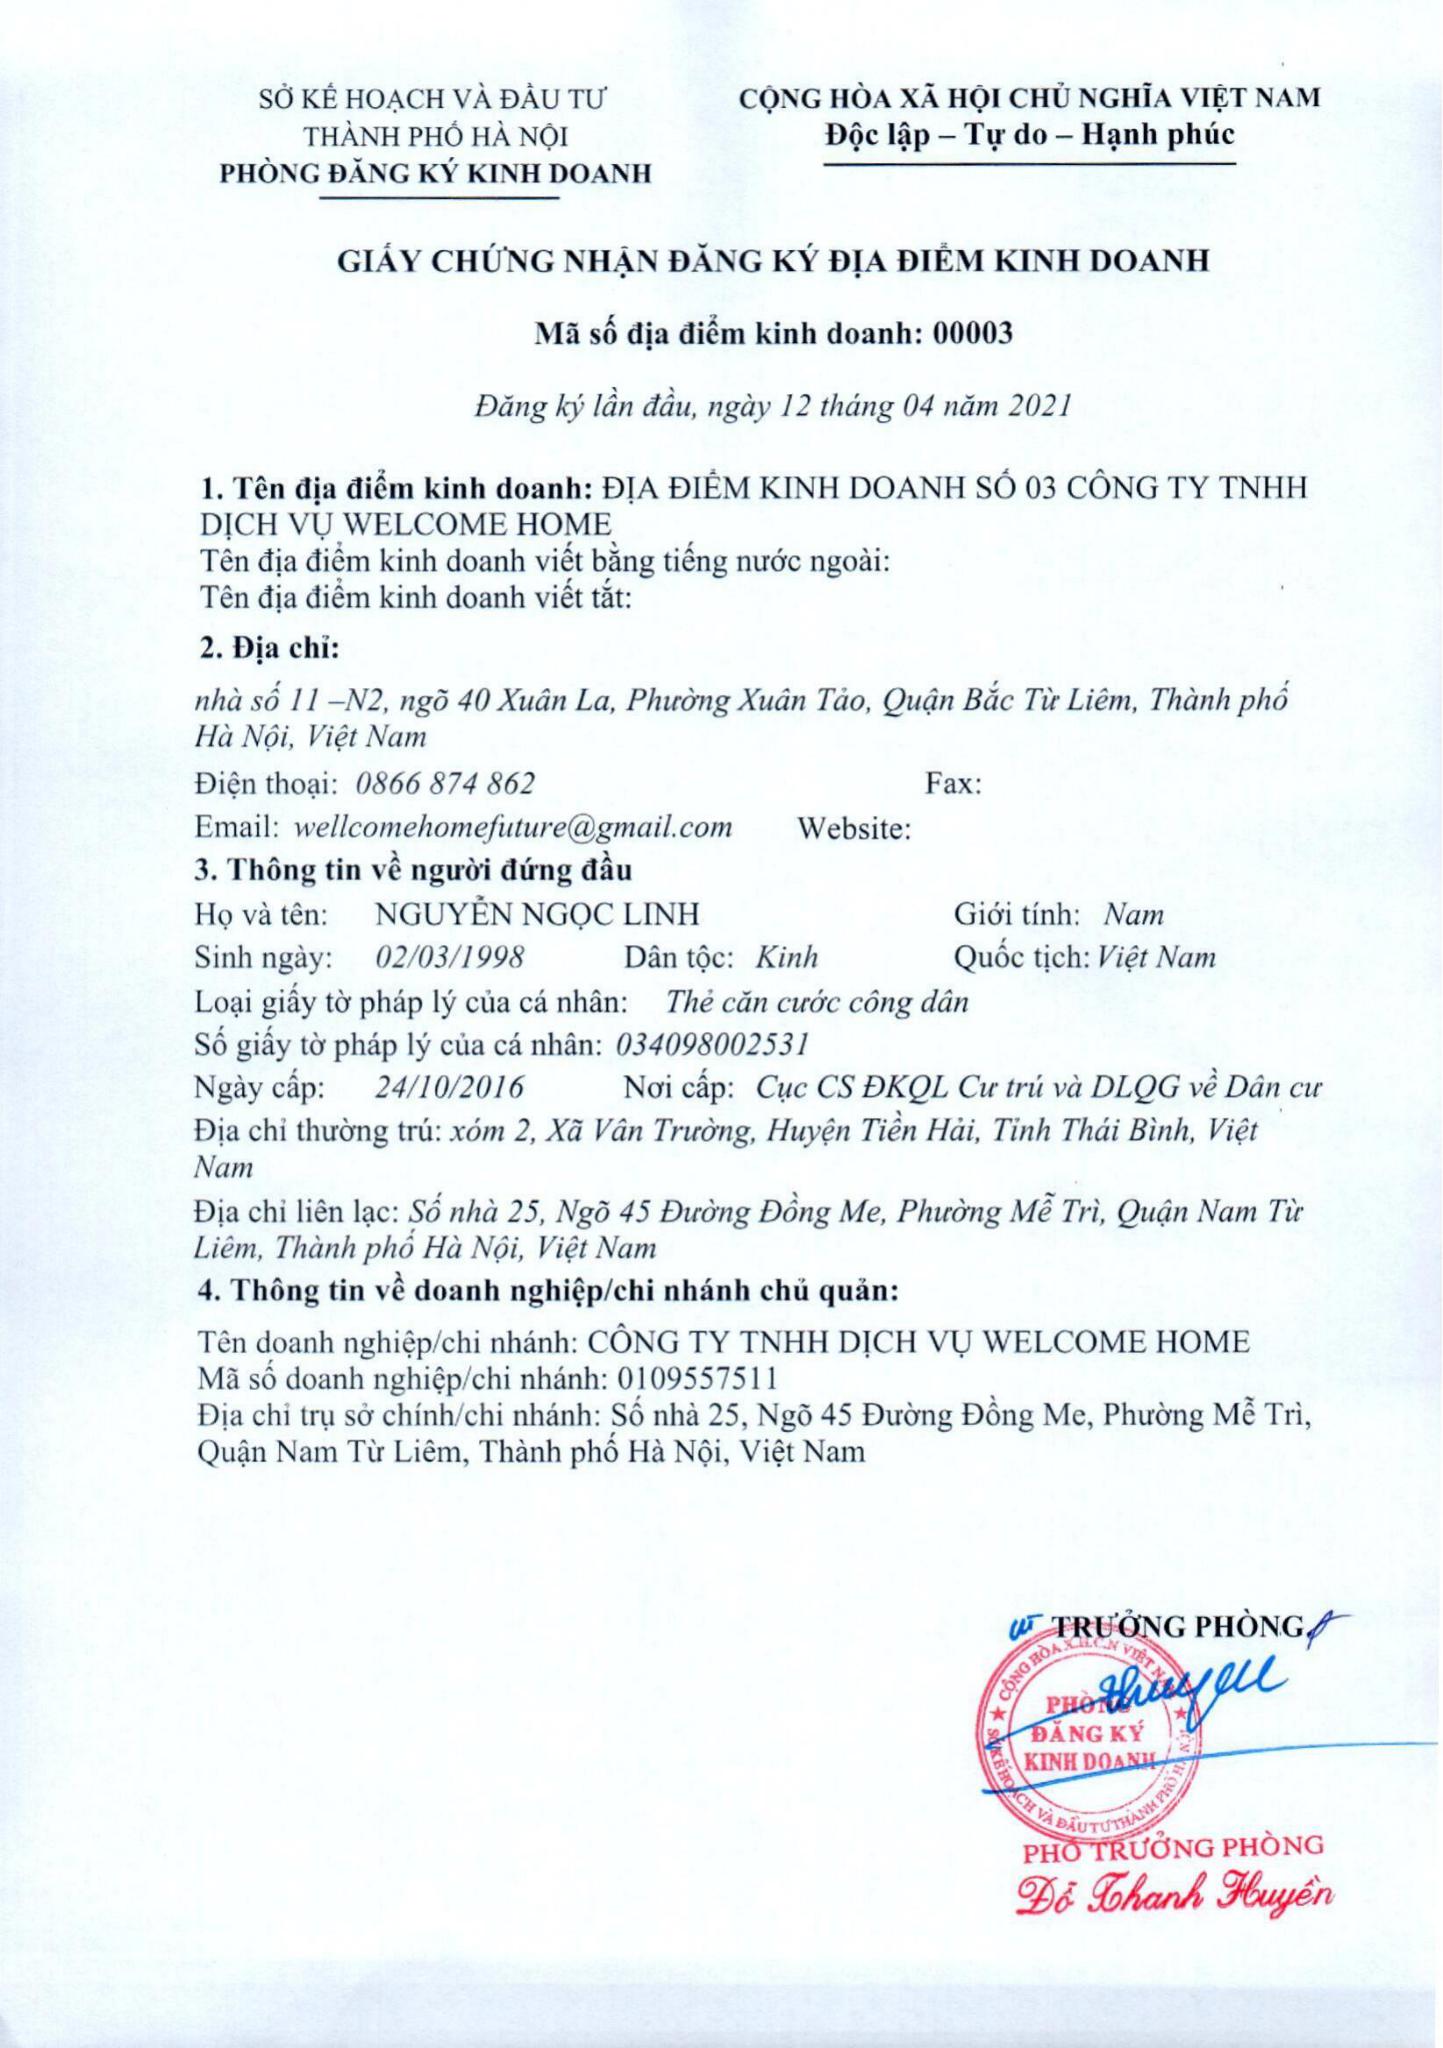 SỞ KẾ HOẠCH VÀ ĐẦU TƯ
THÀNH PHỐ HÀ NỘI
PHÒNG ĐĂNG KÝ KINH DOANH
CỘNG HÒA XÃ HỘI CHỦ NGHĨA VIỆT NAM
Độc lập – Tự do – Hạnh phúc
GIẤY CHỨNG NHẬN ĐĂNG KÝ ĐỊA ĐIỂM KINH DOANH
Mã số địa điểm kinh doanh: 00003
Đăng ký lần đầu, ngày 12 tháng 04 năm 2021
1. Tên địa điểm kinh doanh: ĐỊA ĐIỂM KINH DOANH SỐ 03 CÔNG TY TNHH
DỊCH VỤ WELCOME HOME
Tên địa điểm kinh doanh viết bằng tiếng nước ngoài:
Tên địa điểm kinh doanh viết tắt:
2. Địa chỉ:
nhà số 11 –N2, ngõ 40 Xuân La, Phường Xuân Tảo, Quận Bắc Từ Liêm, Thành phố
Hà Nội, Việt Nam
Điện thoại: 0866 874 862 Fax:
Email: wellcomehomefuture@gmail.com Website:
3. Thông tin về người đứng đầu
Họ và tên: NGUYỄN NGỌC LINH Giới tính: Nam
Sinh ngày: 02/03/1998 Dân tộc: Kinh Quốc tịch: Việt Nam
Loại giấy tờ pháp lý của cá nhân: Thẻ căn cước công dân
Số giấy tờ pháp lý của cá nhân: 034098002531
Ngày cấp: 24/10/2016 Nơi cấp: Cục CS ĐKQL Cư trú và DLQG về Dân cư
Địa chỉ thường trú: xóm 2, Xã Vân Trường, Huyện Tiền Hải, Tỉnh Thái Bình, Việt
Nam
Địa chỉ liên lạc: Số nhà 25, Ngõ 45 Đường Đồng Me, Phường Mễ Trì, Quận Nam Từ
Liêm, Thành phố Hà Nội, Việt Nam
4. Thông tin về doanh nghiệp/chi nhánh chủ quản:
Tên doanh nghiệp/chi nhánh: CÔNG TY TNHH DỊCH VỤ WELCOME HOME
Mã số doanh nghiệp/chi nhánh: 0109557511
Địa chỉ trụ sở chính/chi nhánh: Số nhà 25, Ngõ 45 Đường Đồng Me, Phường Mễ Trì,
Quận Nam Từ Liêm, Thành phố Hà Nội, Việt Nam
TRƯỞNG PHÒNG
CỘNG HÒA X.H.C.N VIỆT NAM
PHÒNG
ĐĂNG KÝ
KINH DOANH
SỞ KẾ HOẠCH VÀ ĐẦU TƯ THÀNH PHỐ HÀ NỘI
Huyen
PHÓ TRƯỞNG PHÒNG
Đỗ Thanh Huyền